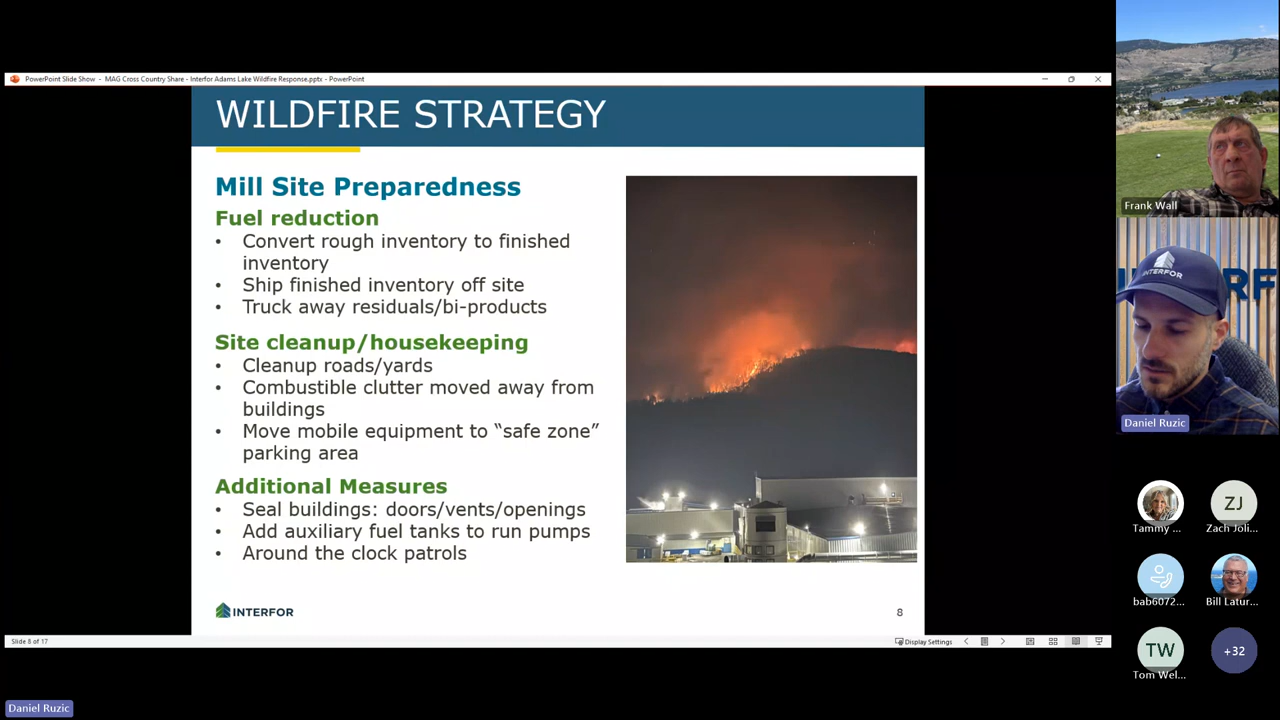 PowerPoint Slide Show - MAG Cross Country Share - Interfor Adams Lake Wildfire Response.pptx - PowerPoint
WILDFIRE STRATEGY
Mill Site Preparedness
Fuel reduction
• Convert rough inventory to finished
inventory
• Ship finished inventory off site
• Truck away residuals/bi-products
Site cleanup/housekeeping
• Cleanup roads/yards
• Combustible clutter moved away from
buildings
• Move mobile equipment to “safe zone”
parking area
Additional Measures
• Seal buildings: doors/vents/openings
• Add auxiliary fuel tanks to run pumps
• Around the clock patrols
INTERFOR
8
Slide 8 of 17
Display Settings
Frank Wall
INTERFOR
RF
Daniel Ruzic
Tammy ...
ZJ
Zach Joli...
bab6072...
Bill Latur...
TW
Tom Wel...
+32
Daniel Ruzic